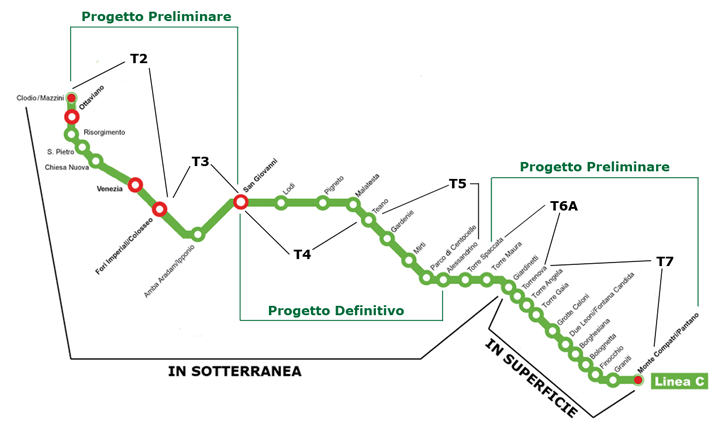 Progetto Preliminare
T2
Clodio/Mazzini
Ottaviano
Risorgimento
S. Pietro
Chiesa Nuova
Venezia
Fori Imperiali/Colosseo
T3
Amba Aradam/Ipponio
San Giovanni
Lodi
Pigneto
Malatesta
Teano
Gardenie
Mirti
Parco di Centocelle
Alessandrino
Torre Spaccata
Torre Maura
Giardinetti
Torrenova
Torre Angela
Torre Gaia
Grotte Celoni
Due Leoni/Fontana Candida
Borghesiana
Bolognetta
Finocchio
Graniti
Monte Compatri/Pantano
T4
T5
Progetto Preliminare
T6A
T7
Progetto Definitivo
IN SOTTERRANEA
IN SUPERFICIE
Linea C